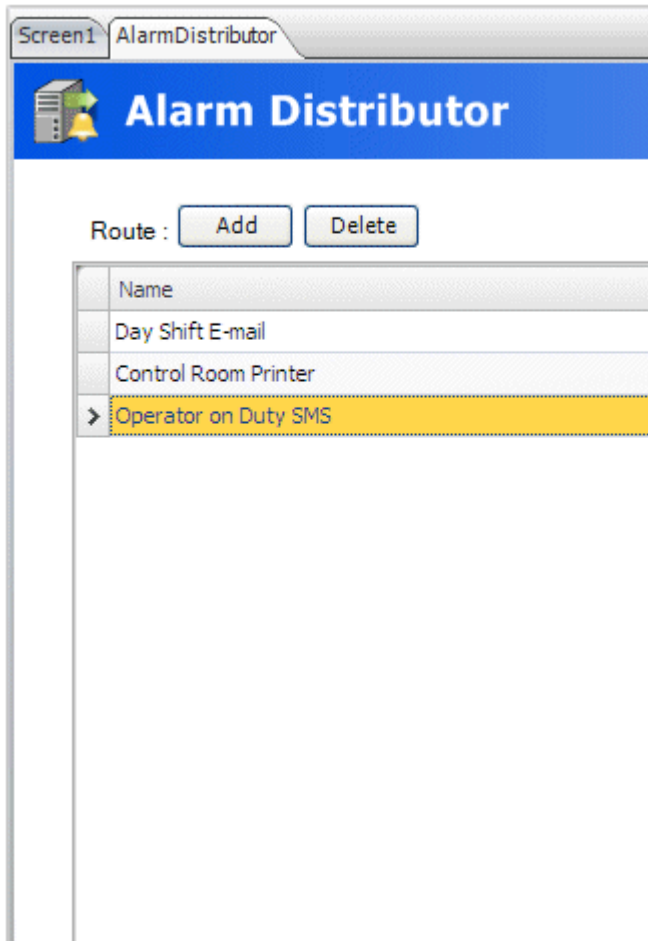 Screen1 AlarmDistributor
Alarm Distributor
Route : Add Delete
Name
Day Shift E-mail
Control Room Printer
Operator on Duty SMS